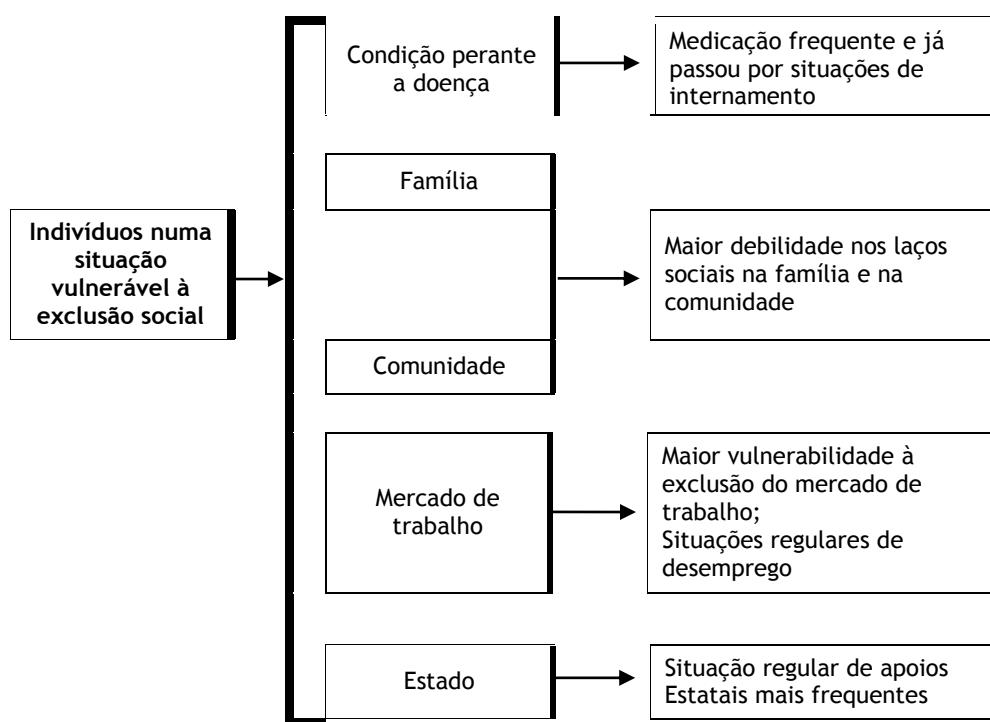 Indivíduos numa
situação
vulnerável à
exclusão social
Condição perante
a doença
Medicação frequente e já
passou por situações de
internamento
Família
Comunidade
Maior debilidade nos laços
sociais na família e na
comunidade
Mercado de
trabalho
Maior vulnerabilidade à
exclusão do mercado de
trabalho;
Situações regulares de
desemprego
Estado
Situação regular de apoios
Estatais mais frequentes